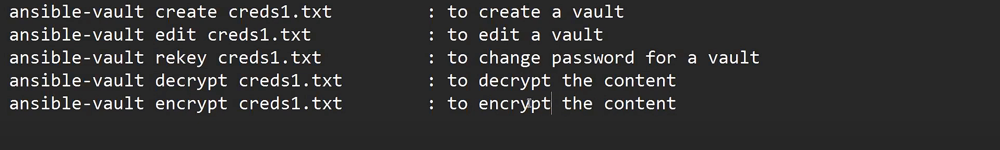 ansible-vault create creds1.txt : to create a vault
ansible-vault edit creds1.txt : to edit a vault
ansible-vault rekey creds1.txt : to change password for a vault
ansible-vault decrypt creds1.txt : to decrypt the content
ansible-vault encrypt creds1.txt : to encrypt the content